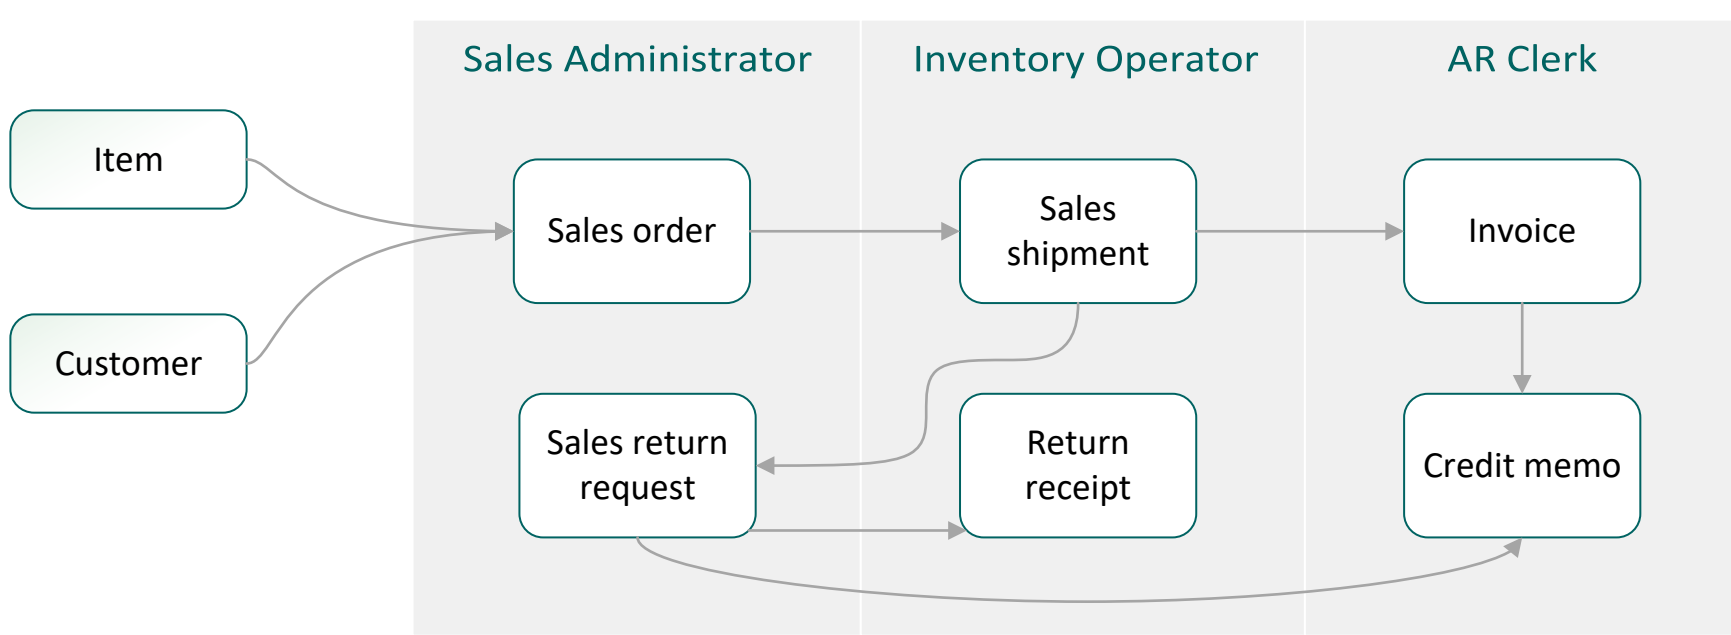 Sales Administrator
Inventory Operator
AR Clerk
Item
Customer
Sales order
Sales
shipment
Invoice
Sales return
request
Return
receipt
Credit memo